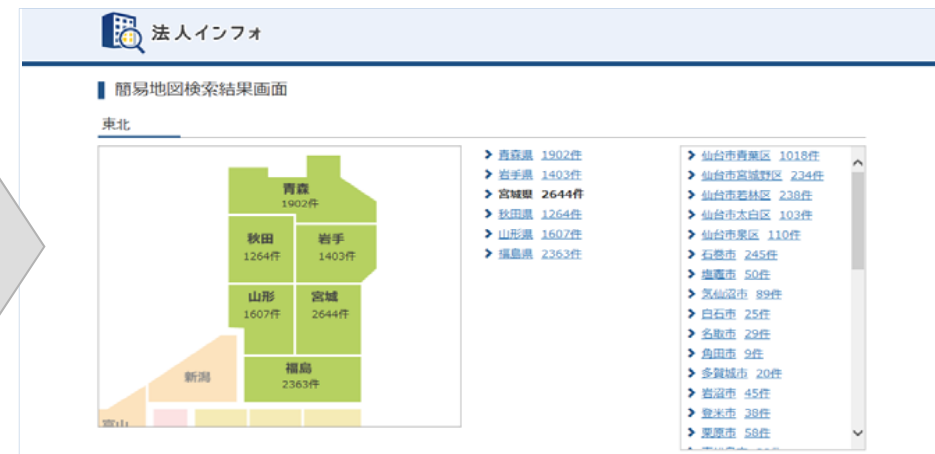 法人インフォ
簡易地図検索結果画面
東北
青森
1902件
秋田
1264件
岩手
1403件
山形
1607件
宮城
2644件
福島
2363件
新潟
青森県 1902件
岩手県 1403件
宮城県 2644件
秋田県 1264件
山形県 1607件
福島県 2363件
仙台市青葉区 1018件
仙台市宮城野区 234件
仙台市若林区 238件
仙台市太白区 103件
仙台市泉区 110件
石巻市 245件
塩竈市 50件
気仙沼市 89件
白石市 25件
名取市 29件
角田市 9件
多賀城市 20件
岩沼市 45件
登米市 38件
栗原市 58件